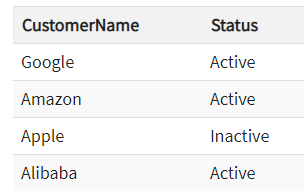 CustomerName Status
Google Active
Amazon Active
Apple Inactive
Alibaba Active